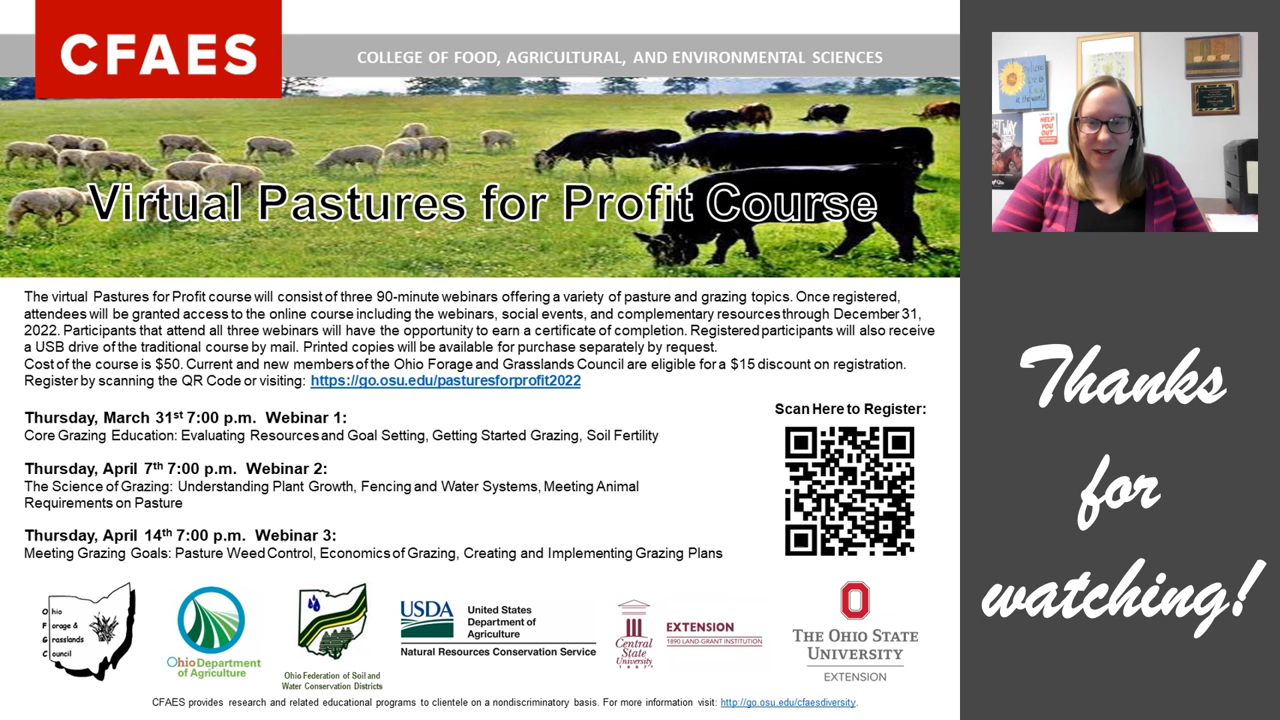 CFAES
COLLEGE OF FOOD, AGRICULTURAL, AND ENVIRONMENTAL SCIENCES
Virtual Pastures for Profit Course
The virtual Pastures for Profit course will consist of three 90-minute webinars offering a variety of pasture and grazing topics. Once registered,
attendees will be granted access to the online course including the webinars, social events, and complementary resources through December 31,
2022. Participants that attend all three webinars will have the opportunity to earn a certificate of completion. Registered participants will also receive
a USB drive of the traditional course by mail. Printed copies will be available for purchase separately by request.
Cost of the course is $50. Current and new members of the Ohio Forage and Grasslands Council are eligible for a $15 discount on registration.
Register by scanning the QR Code or visiting: https://go.osu.edu/pasturesforprofit2022
Thursday, March 31st 7:00 p.m. Webinar 1:
Core Grazing Education: Evaluating Resources and Goal Setting, Getting Started Grazing, Soil Fertility
Thursday, April 7th 7:00 p.m. Webinar 2:
The Science of Grazing: Understanding Plant Growth, Fencing and Water Systems, Meeting Animal
Requirements on Pasture
Thursday, April 14th 7:00 p.m. Webinar 3:
Meeting Grazing Goals: Pasture Weed Control, Economics of Grazing, Creating and Implementing Grazing Plans
Scan Here to Register:
Ohio
Forage &
Grasslands
Council
Ohio Department
of Agriculture
Ohio Federation of Soil and
Water Conservation Districts
USDA
United States
Department of
Agriculture
Natural Resources Conservation Service
Central
State
University
1887
EXTENSION
1890 LAND-GRANT INSTITUTION
THE OHIO STATE
UNIVERSITY
EXTENSION
CFAES provides research and related educational programs to clientele on a nondiscriminatory basis. For more information visit: http://go.osu.edu/cfaesdiversity.
HELP
YOU
OUT
Thanks
for
watching!